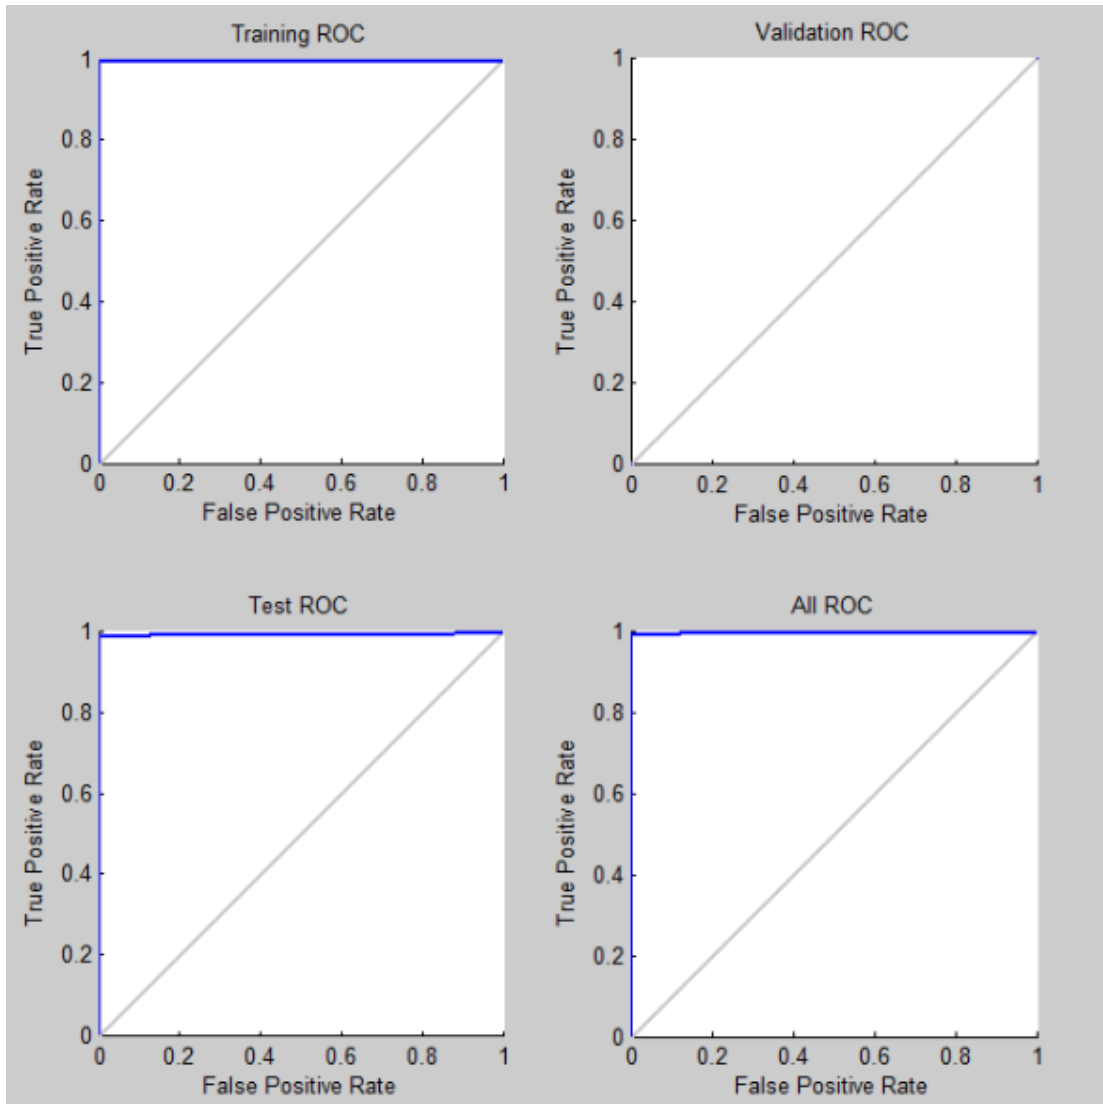 Training ROC
1
0.8
0.6
0.4
0.2
0
True Positive Rate
0 0.2 0.4 0.6 0.8 1
False Positive Rate
Validation ROC
1
0.8
0.6
0.4
0.2
0
True Positive Rate
0 0.2 0.4 0.6 0.8 1
False Positive Rate
Test ROC
1
0.8
0.6
0.4
0.2
0
True Positive Rate
0 0.2 0.4 0.6 0.8 1
False Positive Rate
All ROC
1
0.8
0.6
0.4
0.2
0
True Positive Rate
0 0.2 0.4 0.6 0.8 1
False Positive Rate